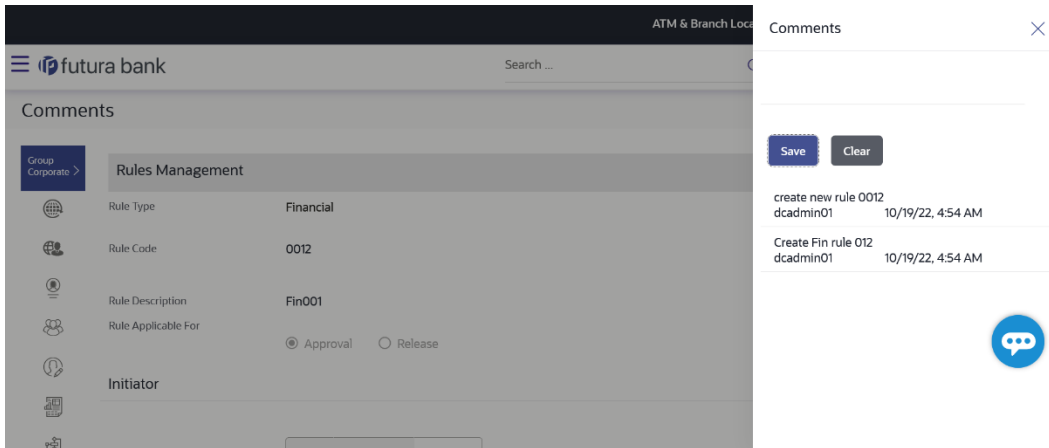 ATM & Branch Loca
futura bank
Search ...
Comments
Group
Corporate >
Rules Management
Rule Type
Financial
Rule Code
0012
Rule Description
Fin001
Rule Applicable For
Approval
Release
Initiator
Comments
Save
Clear
create new rule 0012
dcadmin01 10/19/22, 4:54 AM
Create Fin rule 012
dcadmin01 10/19/22, 4:54 AM